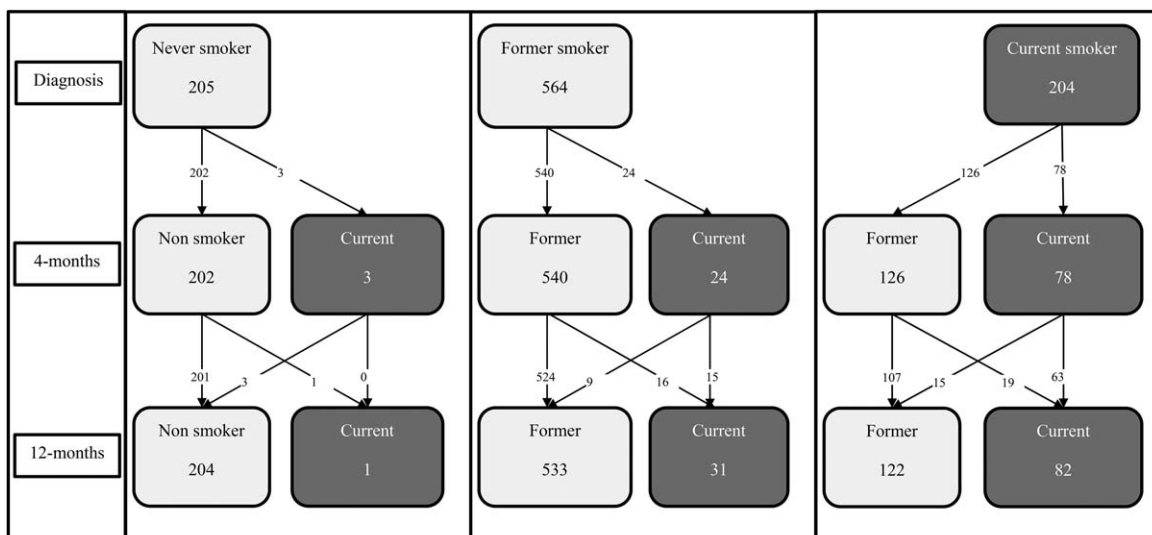 Diagnosis
Never smoker
205
Former smoker
564
Current smoker
204
202
3
540
24
126
78
4-months
Non smoker
202
Current
3
Former
540
Current
24
Former
126
Current
78
201
3
1
0
524
9
16
15
107
15
19
63
12-months
Non smoker
204
Current
1
Former
533
Current
31
Former
122
Current
82